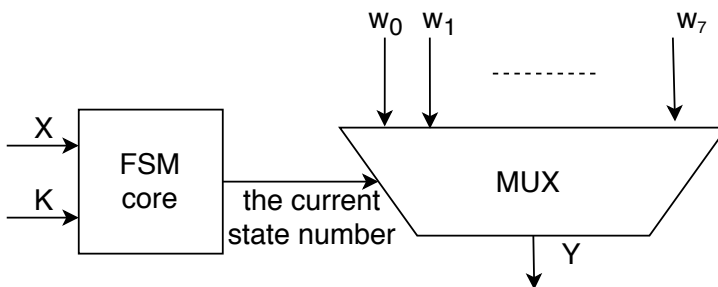 w₀ w₁ w₇
X
FSM
core
K
MUX
the current
state number
Y